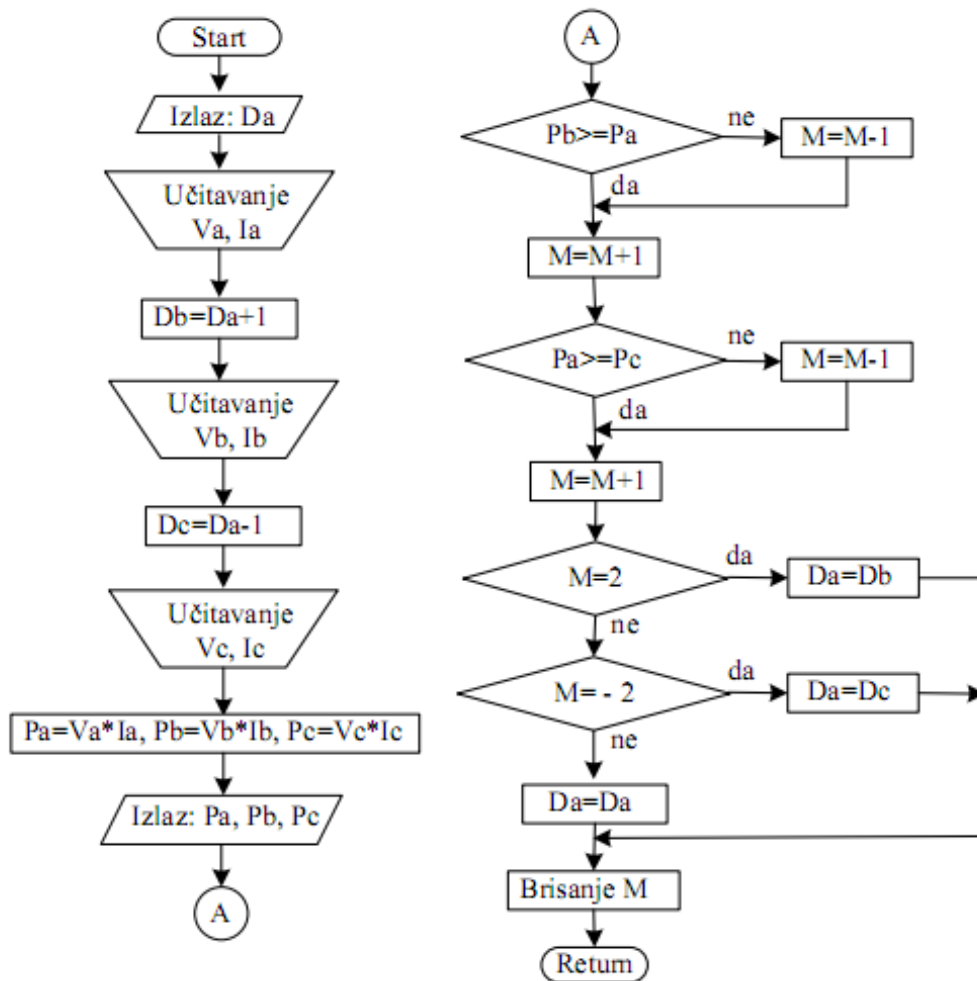 Start
Izlaz: Da
Učitavanje
Va, Ia
Db=Da+1
Učitavanje
Vb, Ib
Dc=Da-1
Učitavanje
Vc, Ic
Pa=Va*Ia, Pb=Vb*Ib, Pc=Vc*Ic
Izlaz: Pa, Pb, Pc
A
A
Pb>=Pa
ne
M=M-1
da
M=M+1
Pa>=Pc
ne
M=M-1
da
M=M+1
M=2
da
Da=Db
ne
M= - 2
da
Da=Dc
ne
Da=Da
Brisanje M
Return